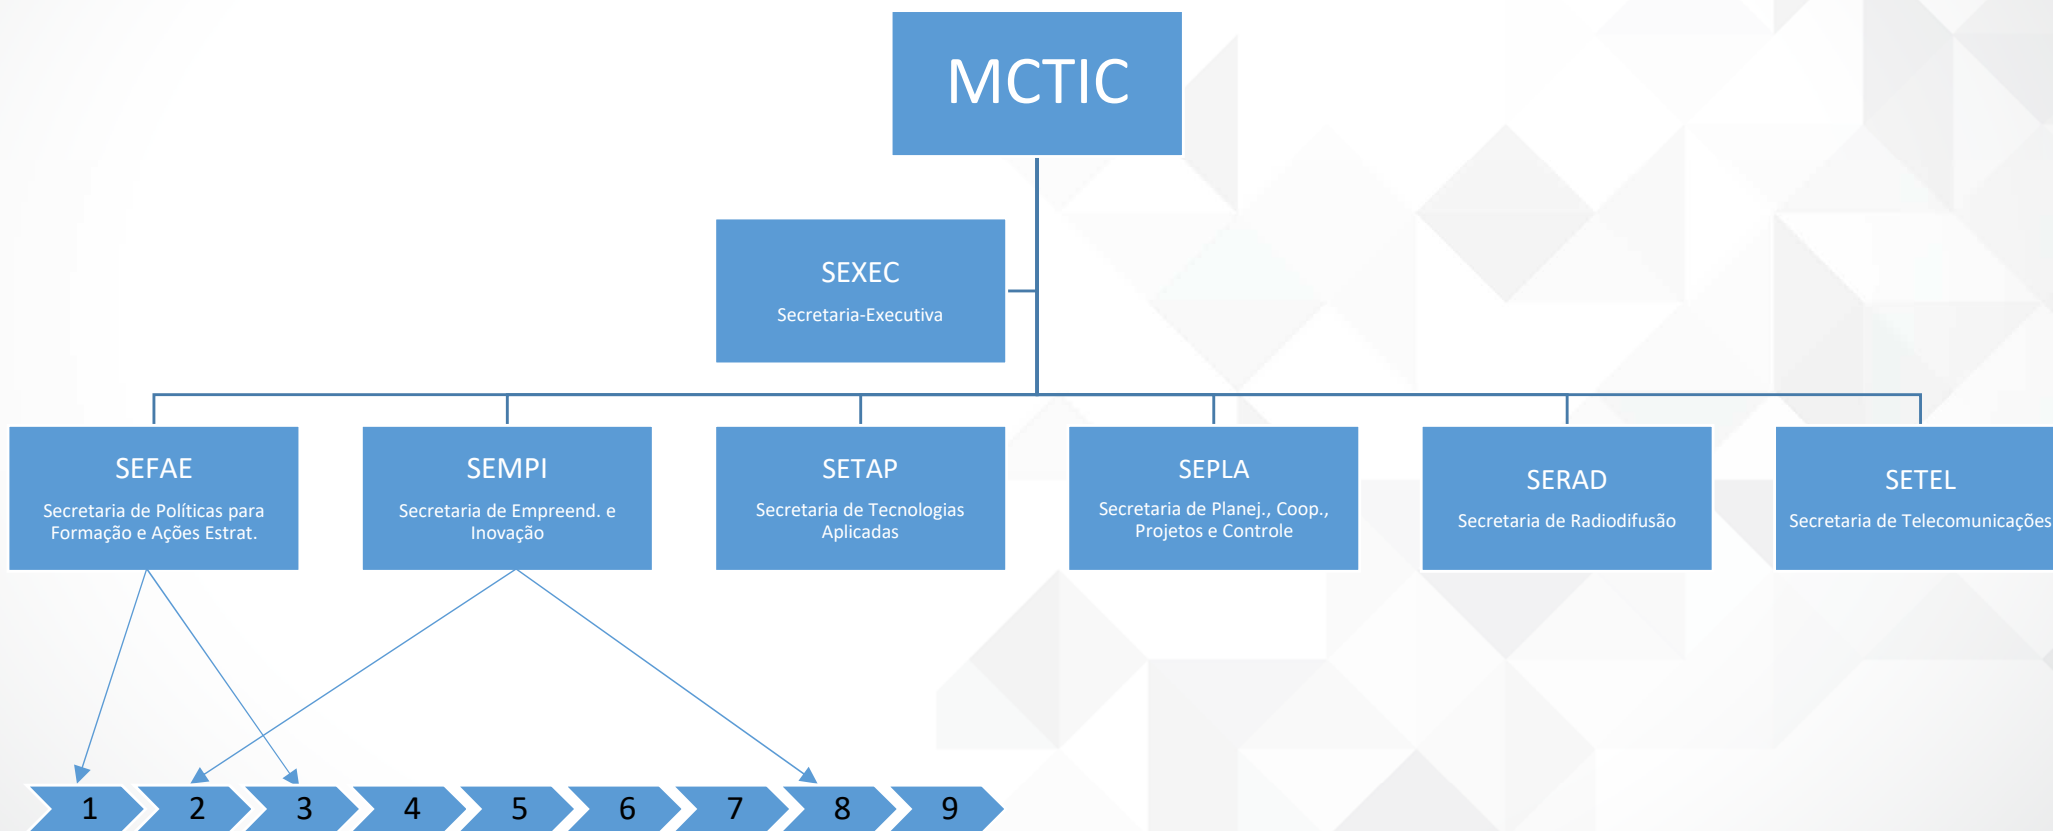 MCTIC
SEXEC
Secretaria-Executiva
SEFAE
Secretaria de Políticas para
Formação e Ações Estrat.
SEMPI
Secretaria de Empreend. e
Inovação
SETAP
Secretaria de Tecnologias
Aplicadas
SEPLA
Secretaria de Planej., Coop.,
Projetos e Controle
SERAD
Secretaria de Radiodifusão
SETEL
Secretaria de Telecomunicações
1 2 3 4 5 6 7 8 9